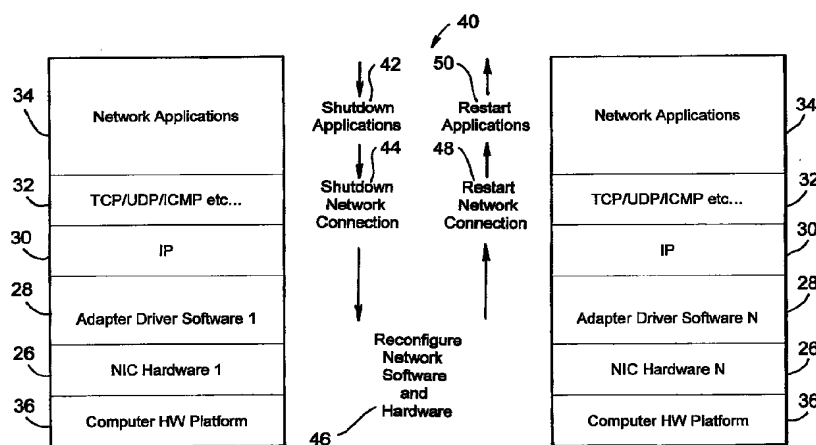 40
42
50
Network Applications
34
Shutdown
Applications
Restart
Applications
Network Applications
34
44
48
32
TCP/UDP/ICMP etc...
Shutdown
Network
Connection
Restart
Network
Connection
TCP/UDP/ICMP etc...
32
30
IP
IP
30
28
Adapter Driver Software 1
Adapter Driver Software N
28
Reconfigure
Network
Software
and
Hardware
26
NIC Hardware 1
NIC Hardware N
26
36
Computer HW Platform
46
Computer HW Platform
36